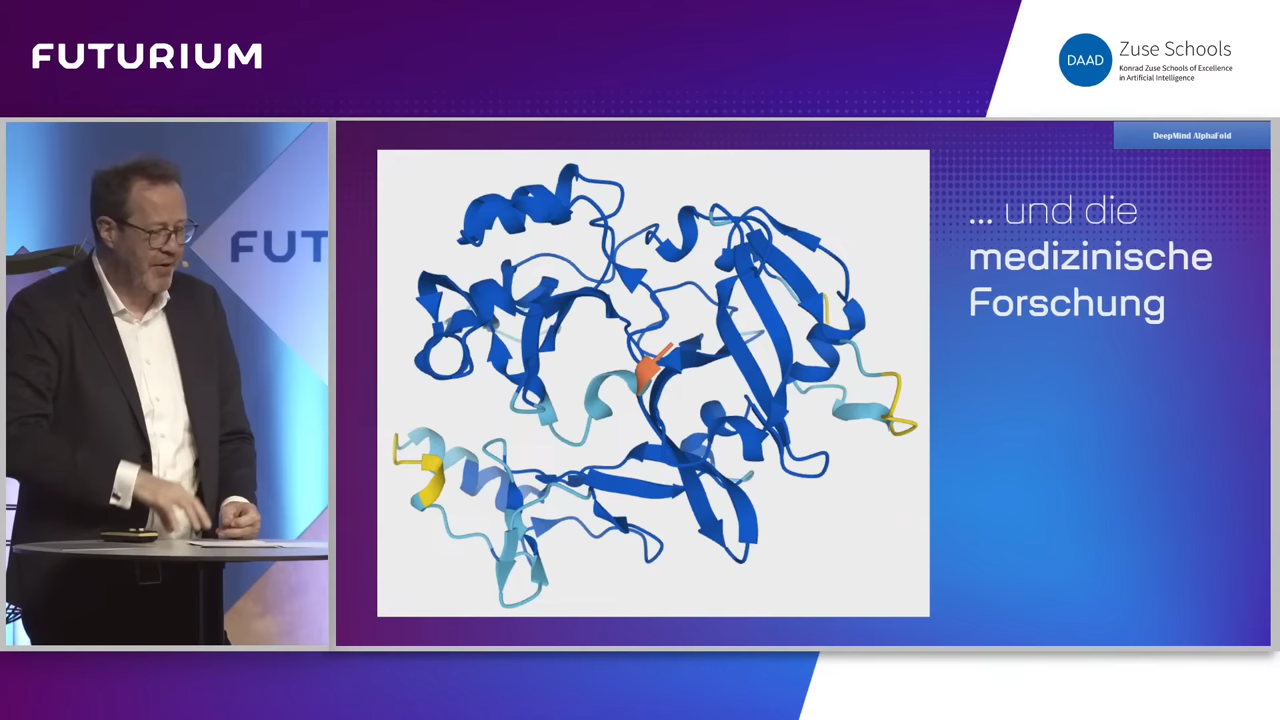 FUTURIUM
DAAD
Zuse Schools
Konrad Zuse Schools of Excellence
in Artificial Intelligence
FUT
DeepMind AlphaFold
... und die
medizinische
Forschung